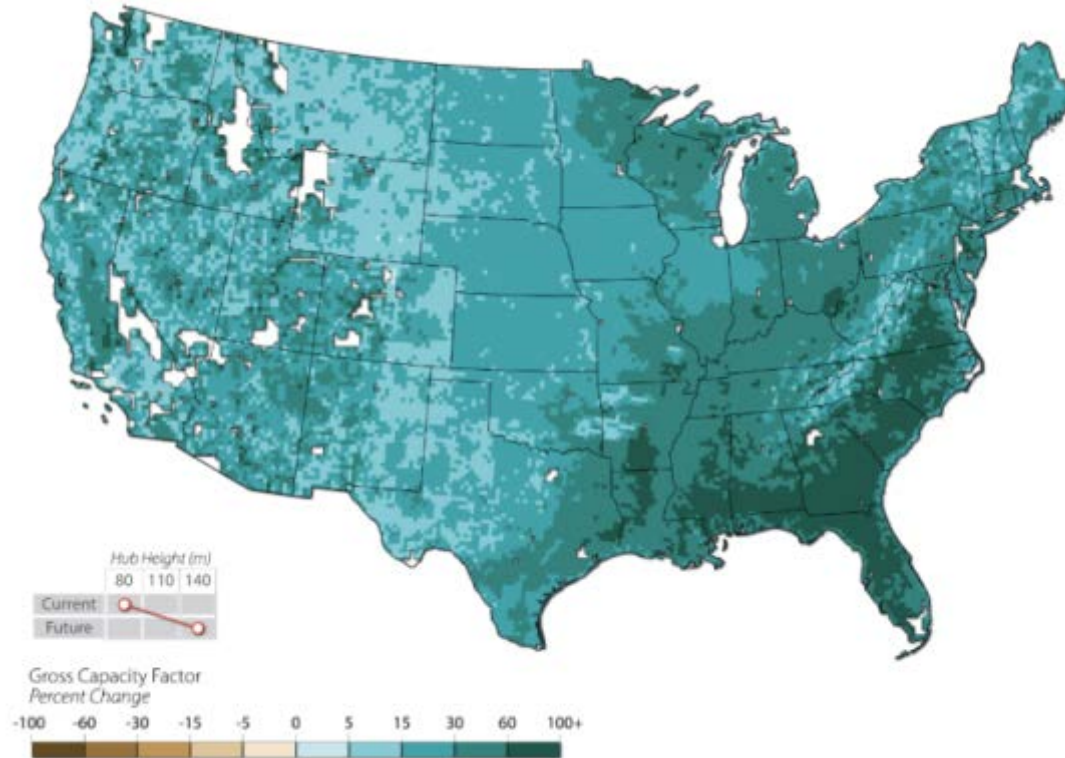 Hub Height (m)
80 110 140
Current
Future
Gross Capacity Factor
Percent Change
-100 -60 -30 -15 -5 0 5 15 30 60 100+